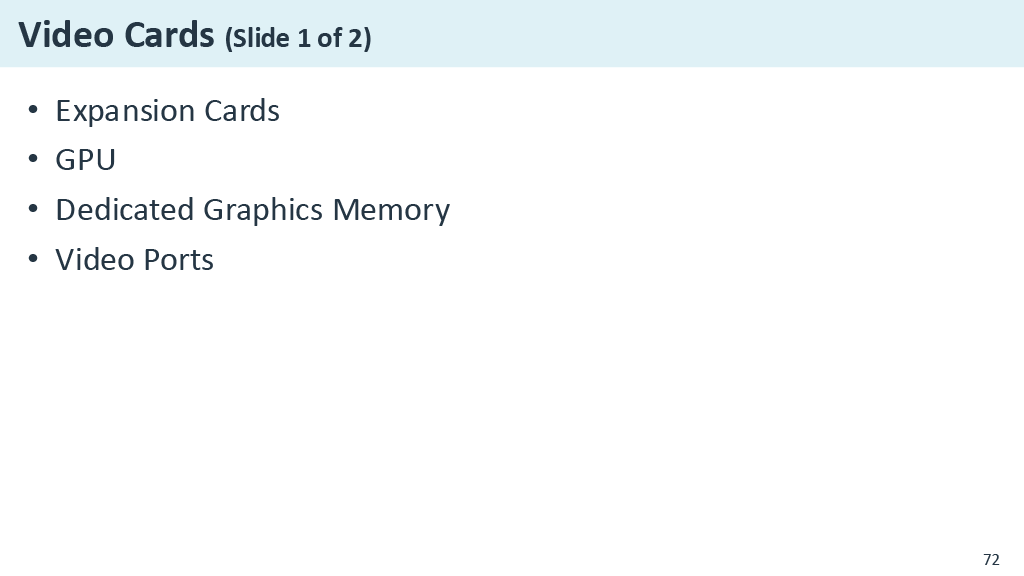 Video Cards (Slide 1 of 2)
• Expansion Cards
• GPU
• Dedicated Graphics Memory
• Video Ports
72